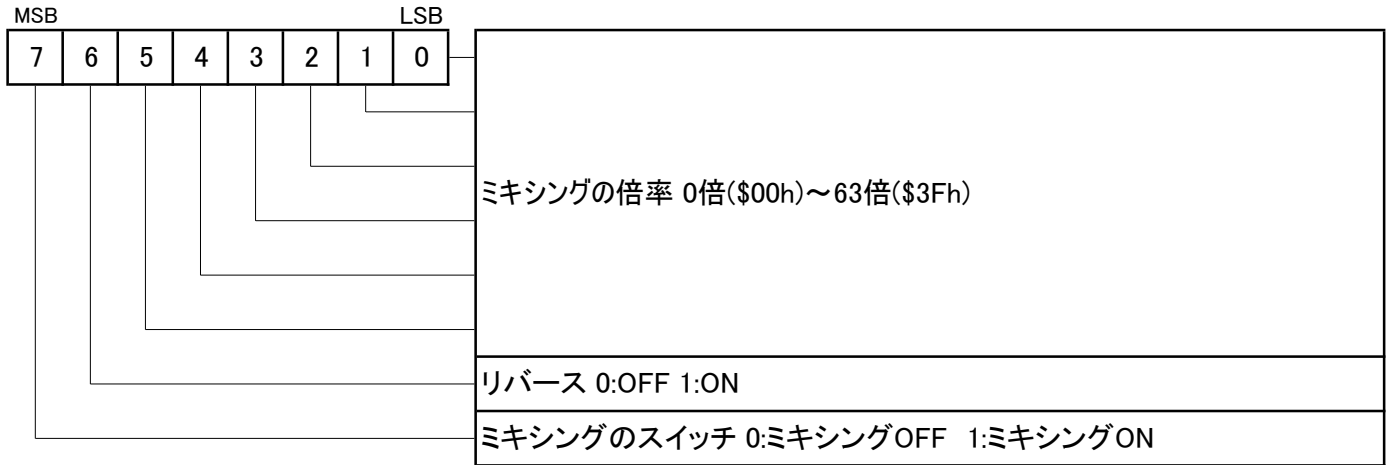 MSB LSB
7 6 5 4 3 2 1 0
ミキシングの倍率 0倍($00h)～63倍($3Fh)
リバース 0:OFF 1:ON
ミキシングのスイッチ 0:ミキシングOFF 1:ミキシングON